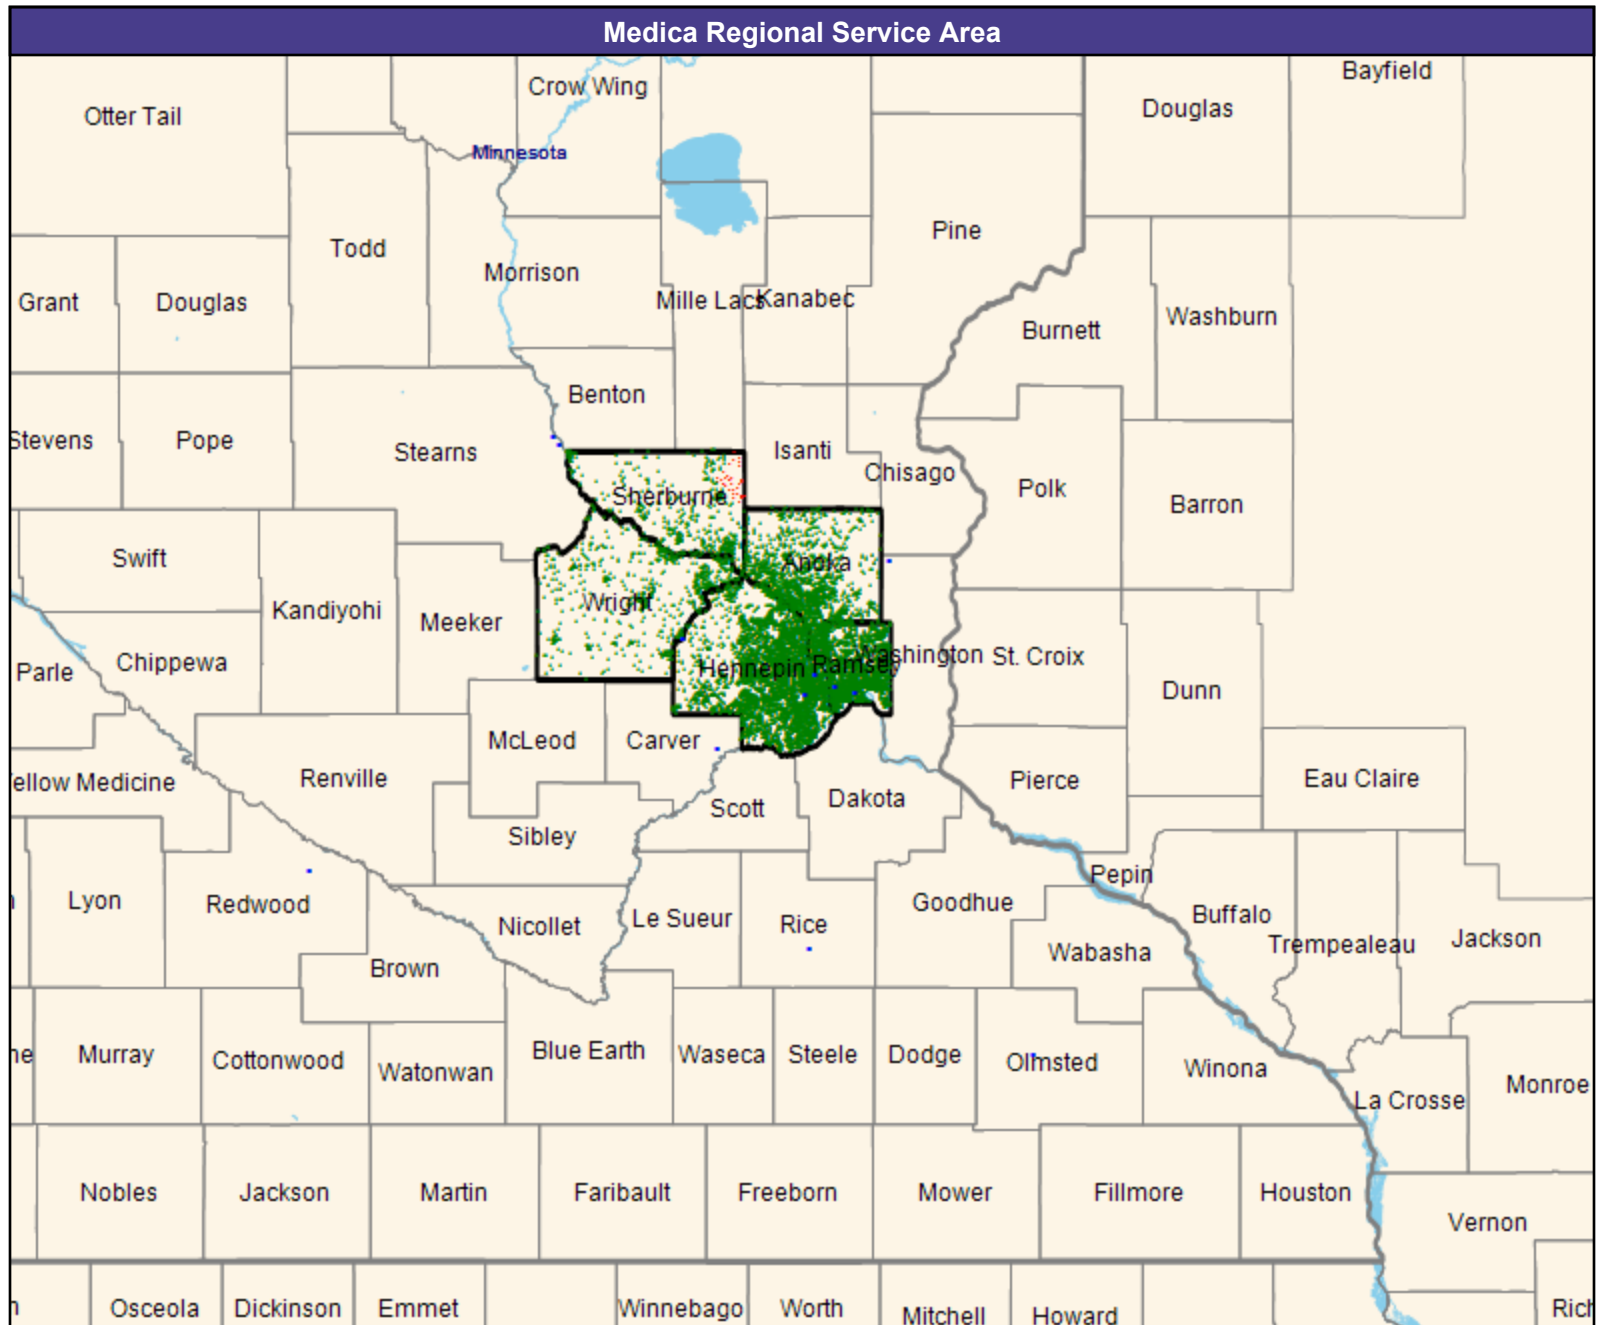 Medica Regional Service Area
Crow Wing
Bayfield
Otter Tail
Douglas
Minnesota
Pine
Todd
Morrison
Grant
Douglas
Mille Lacs
Kanabec
Washburn
Burnett
Benton
Stevens
Pope
Stearns
Isanti
Chisago
Polk
Barron
Sherburne
Swift
Anoka
Kandiyohi
Wright
Meeker
Parle
Chippewa
Hennepin
Ramsey
Washington
St. Croix
Dunn
McLeod
Carver
ellow Medicine
Renville
Scott
Dakota
Pierce
Eau Claire
Sibley
Pepin
Lyon
Redwood
Nicollet
Le Sueur
Rice
Goodhue
Buffalo
Trempealeau
Jackson
Brown
Wabasha
ne
Murray
Cottonwood
Watonwan
Blue Earth
Waseca
Steele
Dodge
Olmsted
Winona
La Crosse
Monroe
Nobles
Jackson
Martin
Faribault
Freeborn
Mower
Fillmore
Houston
Vernon
Osceola
Dickinson
Emmet
Winnebago
Worth
Mitchell
Howard
Rich